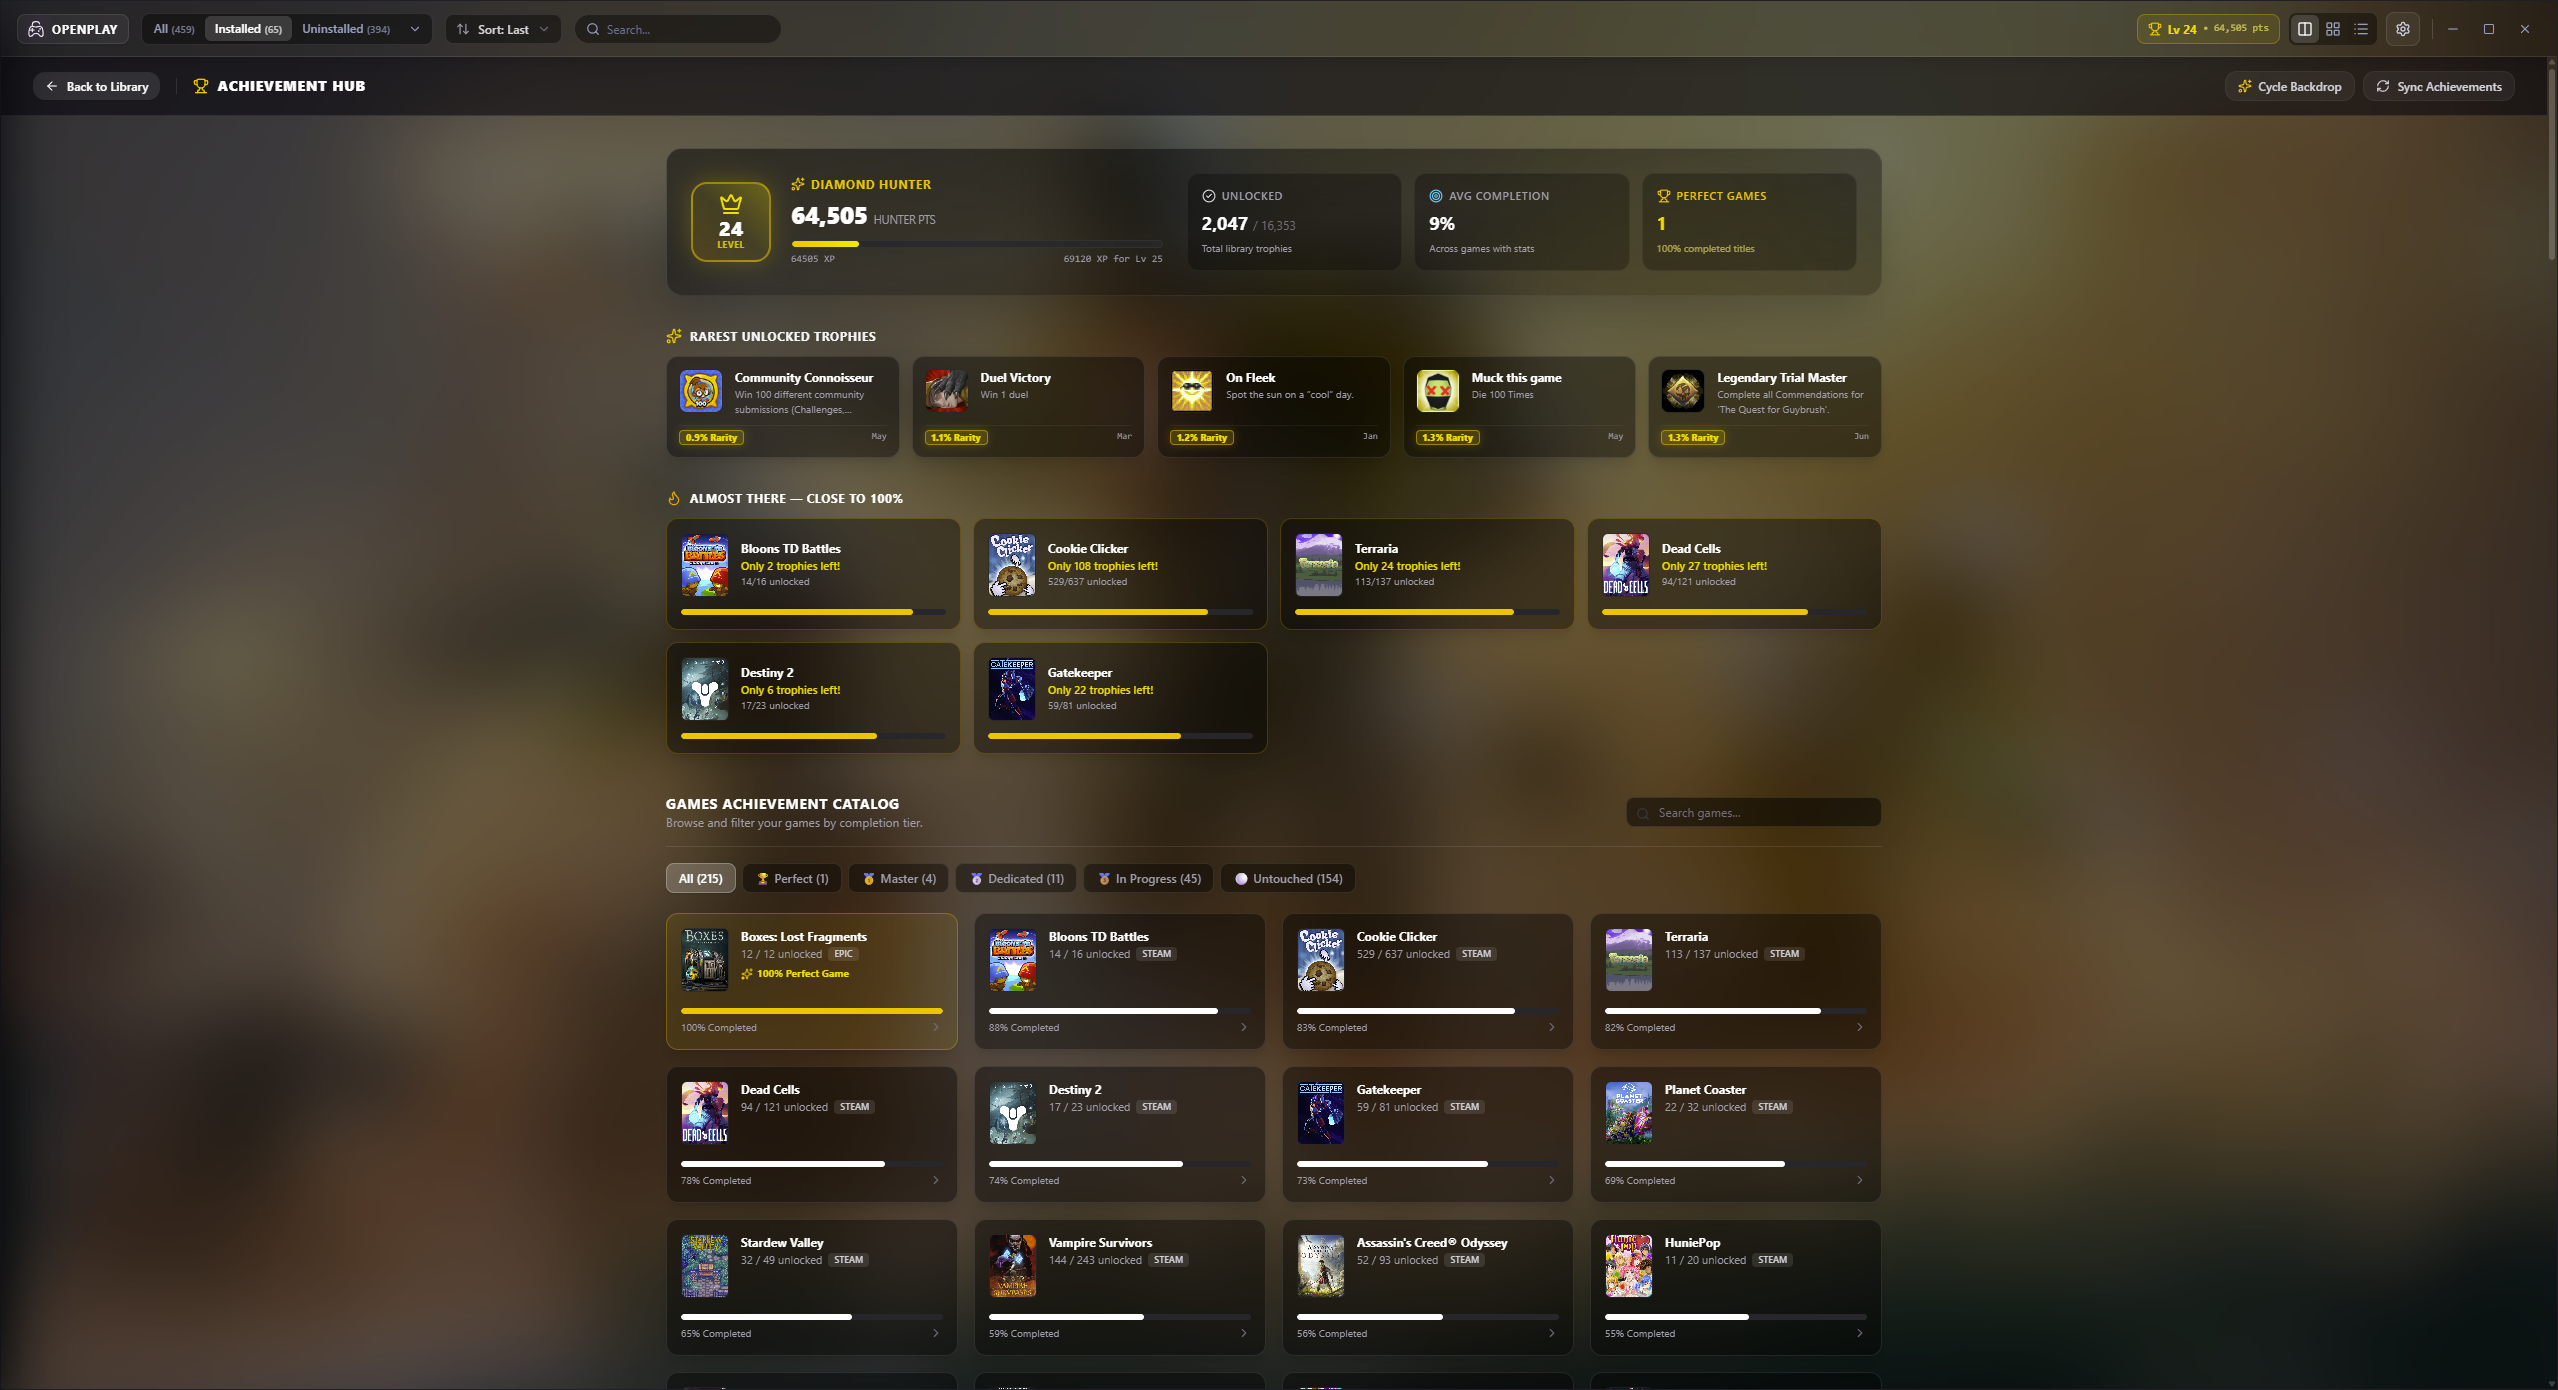 OPENPLAY
All (459)
Installed (65)
Uninstalled (394)
Sort: Last
Search...
Lv 24 • 64,505 pts
Back to Library
ACHIEVEMENT HUB
Cycle Backdrop
Sync Achievements
24
LEVEL
DIAMOND HUNTER
64,505 HUNTER PTS
64505 XP
69120 XP for Lv 25
UNLOCKED
2,047 / 16,353
Total library trophies
AVG COMPLETION
9%
Across games with stats
PERFECT GAMES
1
100% completed titles
RAREST UNLOCKED TROPHIES
Community Connoisseur
Win 100 different community
submissions (Challenges,...
0.9% Rarity
May
Duel Victory
Win 1 duel
1.1% Rarity
Mar
On Fleek
Spot the sun on a "cool" day.
1.2% Rarity
Jan
Muck this game
Die 100 Times
1.3% Rarity
May
Legendary Trial Master
Complete all Commendations for
'The Quest for Guybrush'.
1.3% Rarity
Jun
ALMOST THERE — CLOSE TO 100%
Bloons TD Battles
Only 2 trophies left!
14/16 unlocked
Cookie Clicker
Only 108 trophies left!
529/637 unlocked
Terraria
Only 24 trophies left!
113/137 unlocked
Dead Cells
Only 27 trophies left!
94/121 unlocked
Destiny 2
Only 6 trophies left!
17/23 unlocked
Gatekeeper
Only 22 trophies left!
59/81 unlocked
GAMES ACHIEVEMENT CATALOG
Browse and filter your games by completion tier.
Search games...
All (215)
Perfect (1)
Master (4)
Dedicated (11)
In Progress (45)
Untouched (154)
Boxes: Lost Fragments
12 / 12 unlocked EPIC
100% Perfect Game
100% Completed
Bloons TD Battles
14 / 16 unlocked STEAM
88% Completed
Cookie Clicker
529 / 637 unlocked STEAM
83% Completed
Terraria
113 / 137 unlocked STEAM
82% Completed
Dead Cells
94 / 121 unlocked STEAM
78% Completed
Destiny 2
17 / 23 unlocked STEAM
74% Completed
Gatekeeper
59 / 81 unlocked STEAM
73% Completed
Planet Coaster
22 / 32 unlocked STEAM
69% Completed
Stardew Valley
32 / 49 unlocked STEAM
65% Completed
Vampire Survivors
144 / 243 unlocked STEAM
59% Completed
Assassin's Creed® Odyssey
52 / 93 unlocked STEAM
56% Completed
HuniePop
11 / 20 unlocked STEAM
55% Completed